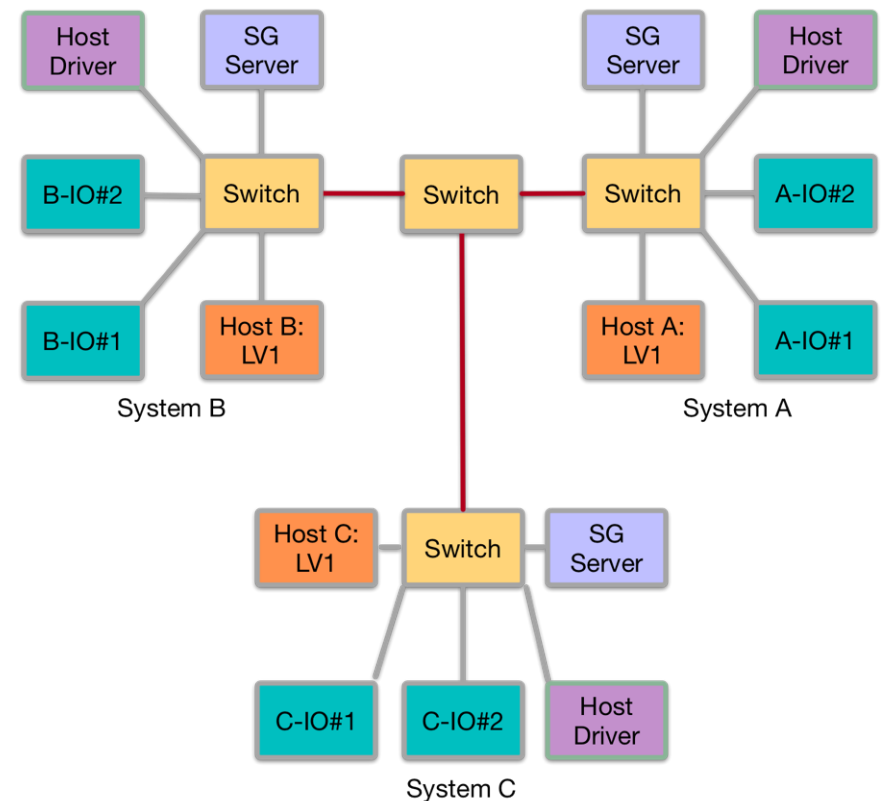 Host
Driver
SG
Server
SG
Server
Host
Driver
B-IO#2
Switch
Switch
Switch
A-IO#2
B-IO#1
Host B:
LV1
Host A:
LV1
A-IO#1
System B
System A
Host C:
LV1
Switch
SG
Server
C-IO#1
C-IO#2
Host
Driver
System C